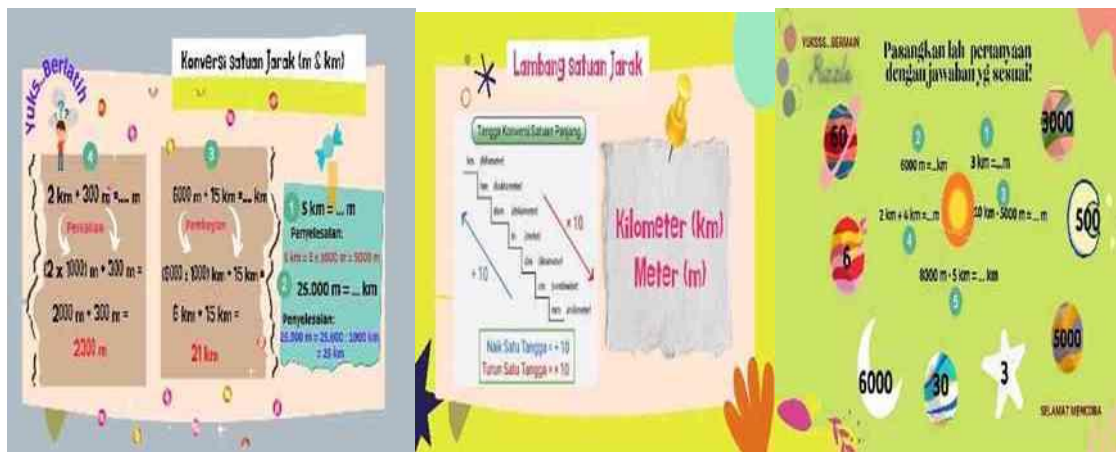 Yuks. Berlatih
Konversi satuan Jarak (m & km)
4
2 km + 300 m =..... m
Perkalian
(2 x 1000) m + 300 m =
2000 m + 300 m =
2300 m
3
6000 m + 15 km =.... km
Pembagian
(6000 : 1000) km + 15 km =
6 km + 15 km =
21 km
1 5 km = ... m
Penyelesaian:
5 km = 5 x 1000 m = 5000 m
2 25.000 m = ... km
Penyelesaian:
25.000 m = 25.000 : 1000 km
= 25 km
Lambang satuan Jarak
Tangga Konversi Satuan Panjang
km
hm
dam
m (meter)
dm
cm
mm
÷ 10
x 10
Naik Satu Tangga = ÷ 10
Turun Satu Tangga = x 10
Kilometer (km)
Meter (m)
YUKSSS.. BERMAIN
Puzzle
Pasangkan lah pertanyaan
dengan jawaban yg sesuai!
60
2
6000 m =...km
1
3 km =....m
3000
3
10 km - 5000 m = ... m
500
2 km + 4 km =...m
4
6
8000 m - 5 km = ... km
5
5000
6000
30
3
SELAMAT MENCOBA